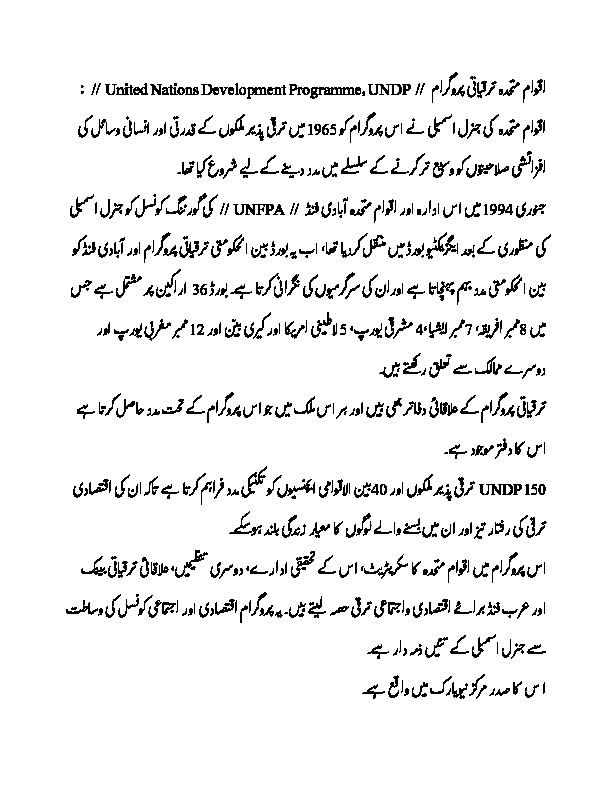 اقوام متحدہ ترقیاتی پروگرام // United Nations Development Programme, UNDP // :
اقوام متحدہ کی جنرل اسمبلی نے اس پروگرام کو 1965 میں ترقی پذیر ملکوں کے قدرتی اور انسانی وسائل کی
افزائشی صلاحیتوں کو وسیع تر کرنے کے سلسلے میں مدد دینے کے لیے شروع کیا تھا۔
جنوری 1994 میں اس ادارہ اور اقوام متحدہ آبادی فنڈ // UNFPA // کی گورننگ کونسل کو جنرل اسمبلی
کی منظوری کے بعد ایگزیکٹیو بورڈ میں منتقل کردیا تھا، اب یہ بورڈ بین الحکومتی ترقیاتی پروگرام اور آبادی فنڈ کو
بین الحکومتی مدد بہم پہنچاتا ہے اور ان کی سرگرمیوں کی نگرانی کرتا ہے۔ بورڈ 36 اراکین پر مشتمل ہے جس
میں 8 ممبر افریقہ، 7 ممبر ایشیا، 4 مشرقی یورپ، 5 لاطینی امریکا اور کیری بیئن اور 12 ممبر مغربی یورپ اور
دوسرے ممالک سے تعلق رکھتے ہیں۔
ترقیاتی پروگرام کے علاقائی دفاتر بھی ہیں اور ہر اس ملک میں جو اس پروگرام کے تحت مدد حاصل کرتا ہے
اس کا دفتر موجود ہے۔
UNDP 150 ترقی پذیر ملکوں اور 40 بین الاقوامی ایجنسیوں کو تکنیکی مدد فراہم کرتا ہے تاکہ ان کی اقتصادی
ترقی کی رفتار تیز اور ان میں بسنے والے لوگوں کا معیار زندگی بلند ہوسکے۔
اس پروگرام میں اقوام متحدہ کا سکریٹریٹ، اس کے تحقیقی ادارے، دوسری تنظیمیں، علاقائی ترقیاتی بینک
اور عرب فنڈ برائے اقتصادی واجتماعی ترقی حصہ لیتے ہیں۔ یہ پروگرام اقتصادی اور اجتماعی کونسل کی وساطت
سے جنرل اسمبلی کے تئیں ذمہ دار ہے۔
اس کا صدر مرکز نیویارک میں واقع ہے۔